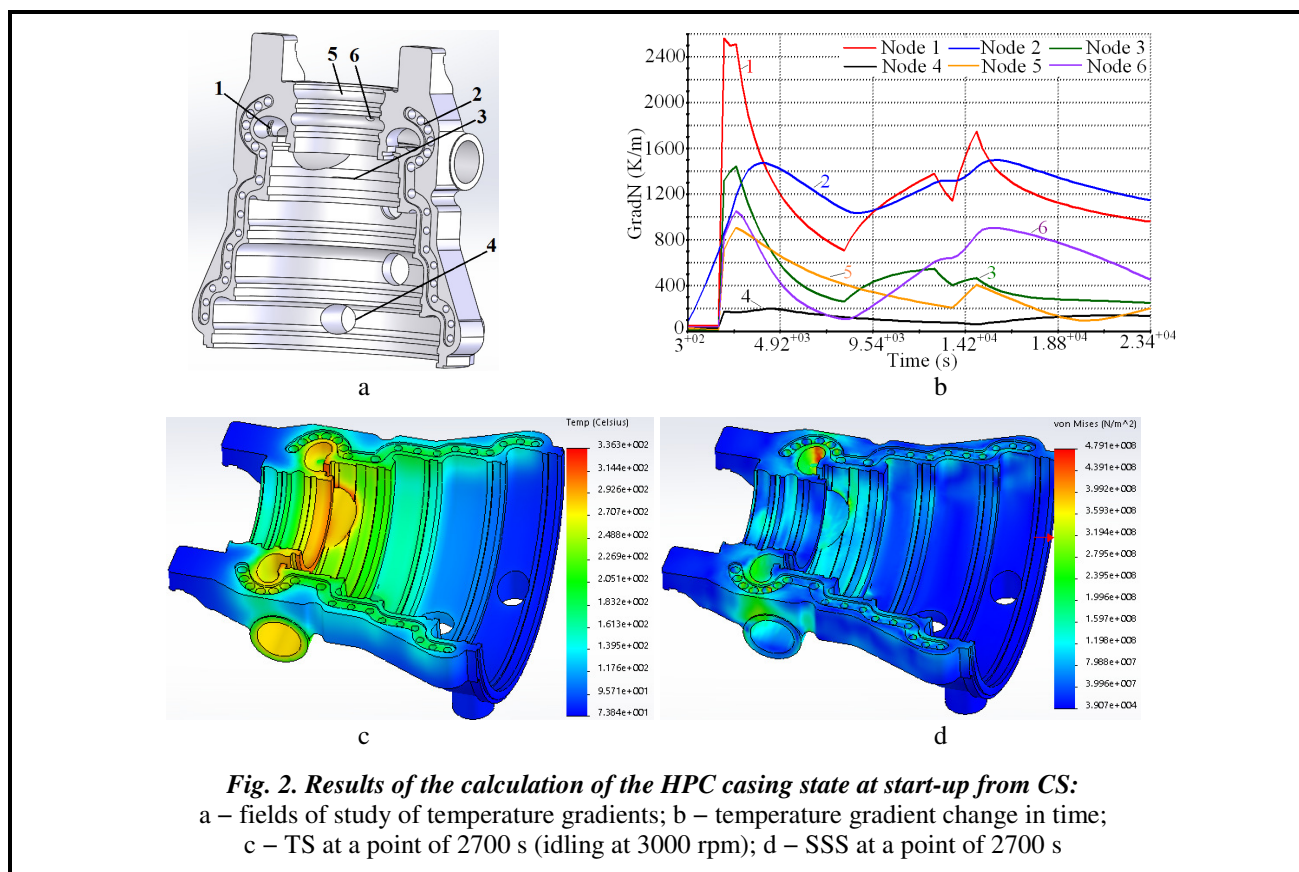 5
6
1
2
3
4
a
GradN (K/m)
2600
2400
2000
1600
1200
800
400
0
Node 1
Node 2
Node 3
Node 4
Node 5
Node 6
1
2
5
6
3
4
3+02
4.92+03
9.54+03
1.42+04
1.88+04
2.34+04
Time (s)
b
Temp (Celsius)
3.363e+002
3.144e+002
2.926e+002
2.707e+002
2.488e+002
2.269e+002
2.051e+002
1.832e+002
1.613e+002
1.395e+002
1.176e+002
9.571e+001
7.384e+001
c
von Mises (N/m^2)
4.791e+008
4.391e+008
3.992e+008
3.593e+008
3.194e+008
2.795e+008
2.395e+008
1.996e+008
1.597e+008
1.198e+008
7.988e+007
3.996e+007
3.907e+004
d
Fig. 2. Results of the calculation of the HPC casing state at start-up from CS:
a – fields of study of temperature gradients; b – temperature gradient change in time;
c – TS at a point of 2700 s (idling at 3000 rpm); d – SSS at a point of 2700 s